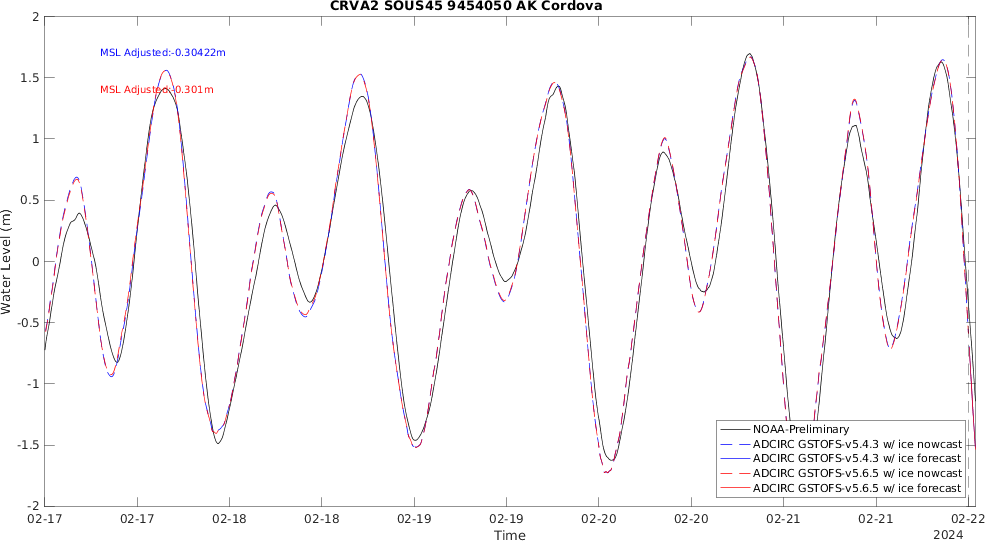 CRVA2 SOUS45 9454050 AK Cordova
MSL Adjusted:-0.30422m
MSL Adjusted:-0.301m
2
1.5
1
0.5
0
-0.5
-1
-1.5
-2
Water Level (m)
NOAA-Preliminary
ADCIRC GSTOFS-v5.4.3 w/ ice nowcast
ADCIRC GSTOFS-v5.4.3 w/ ice forecast
ADCIRC GSTOFS-v5.6.5 w/ ice nowcast
ADCIRC GSTOFS-v5.6.5 w/ ice forecast
02-17 02-17 02-18 02-18 02-19 02-19 02-20 02-20 02-21 02-21 02-22
Time
2024